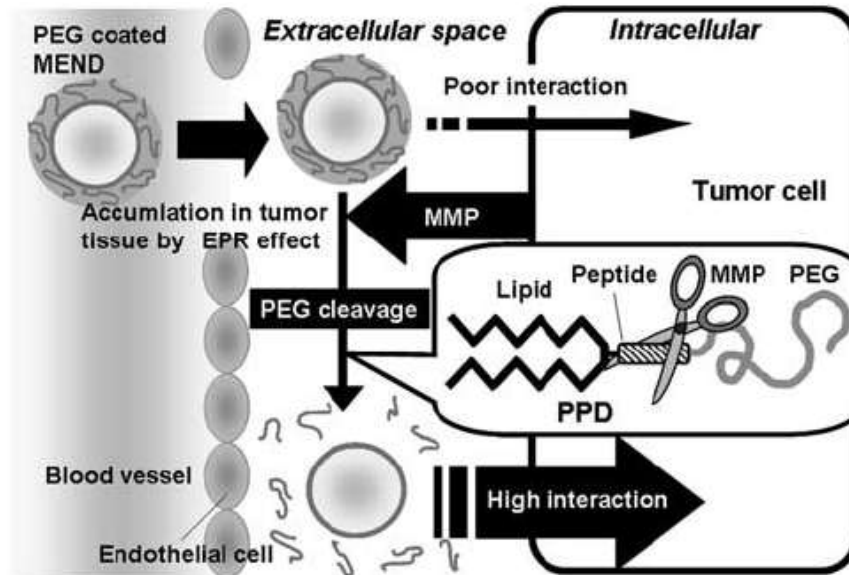 PEG coated
MEND
Extracellular space
Intracellular
Poor interaction
Tumor cell
Accumlation in tumor
tissue by EPR effect
MMP
PEG cleavage
Lipid
Peptide
MMP
PEG
PPD
Blood vessel
Endothelial cell
High interaction